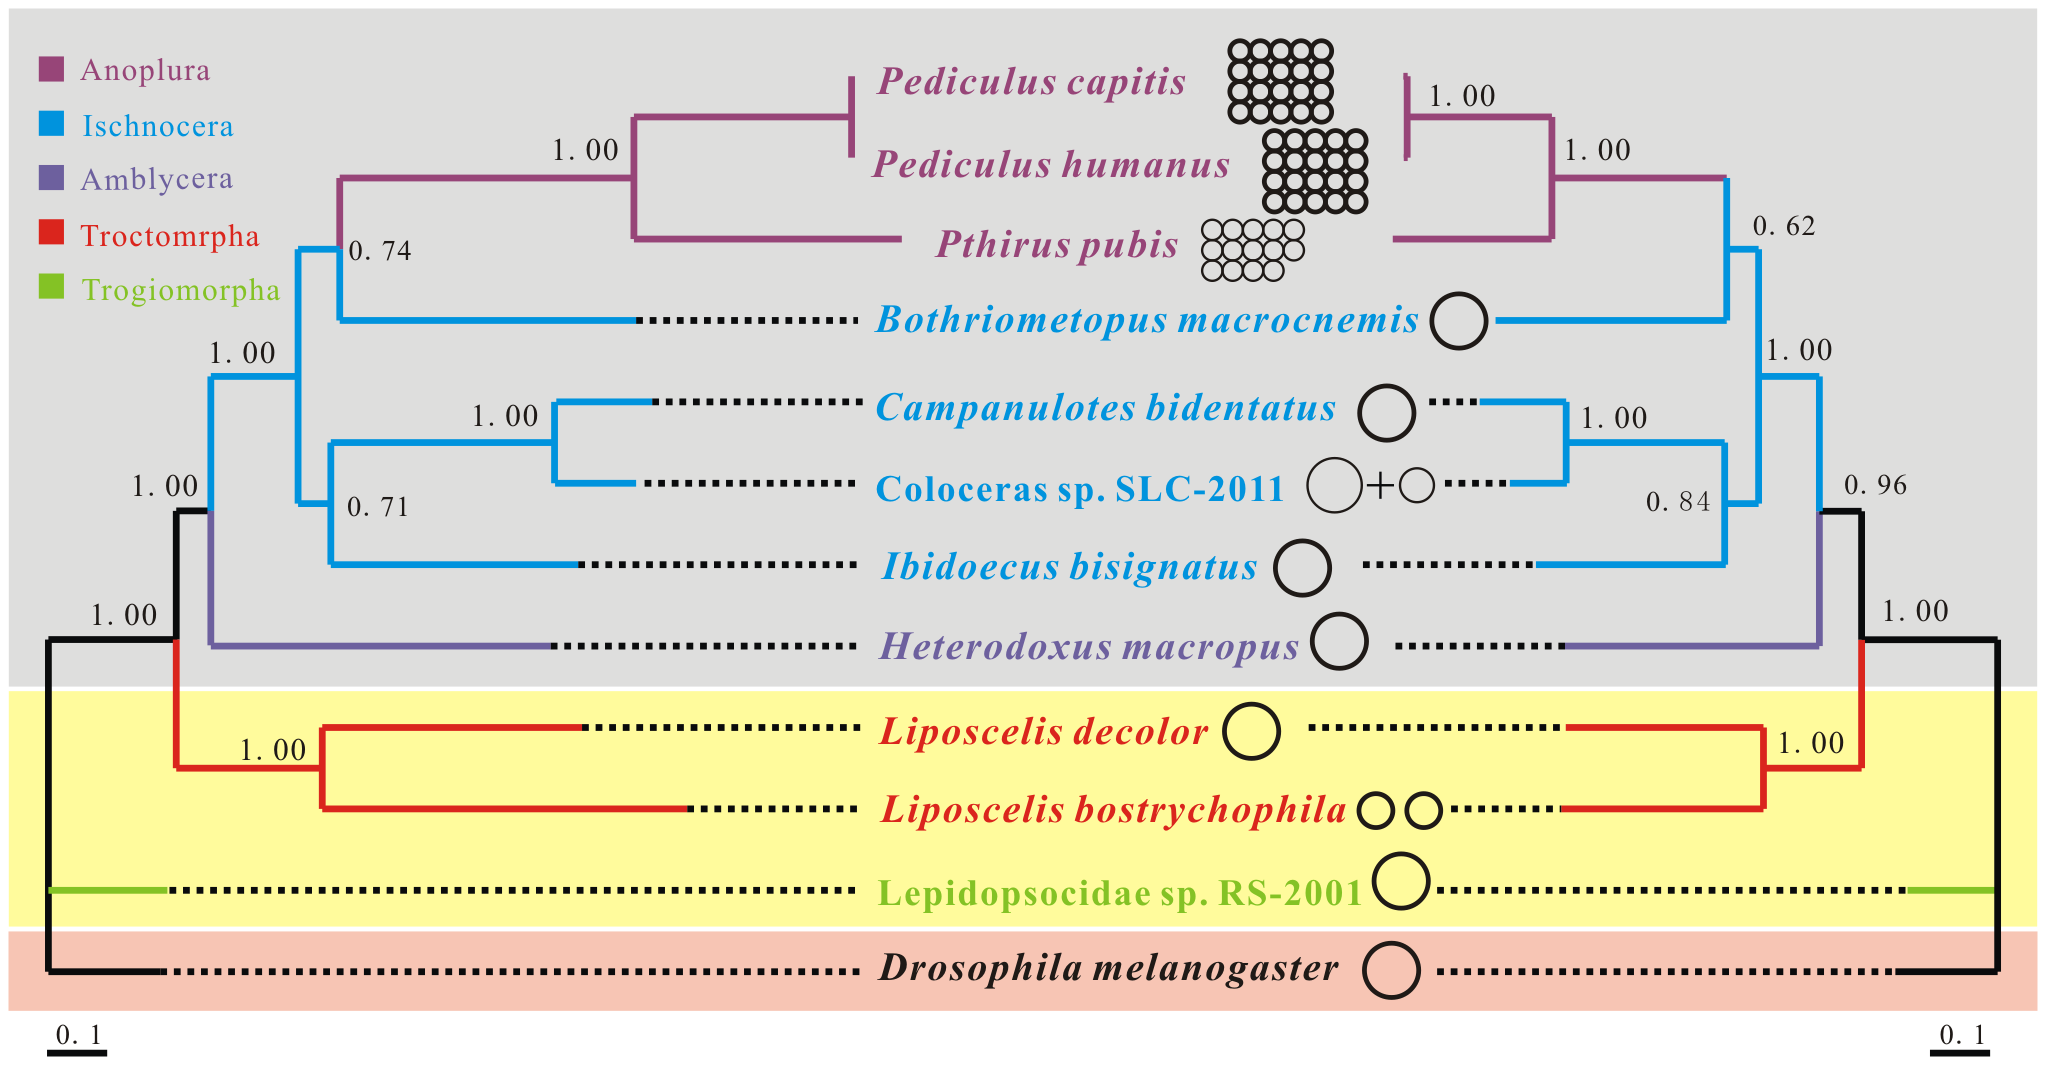 Anoplura
Ischnocera
Amblycera
Troctomrpha
Trogiomorpha
Pediculus capitis
1.00
1.00
Pediculus humanus
1.00
Pthirus pubis
0.62
0.74
Bothriometopus macrocnemis
1.00
1.00
1.00
Campanulotes bidentatus
1.00
1.00
Coloceras sp. SLC-2011
+
0.96
0.71
0.84
Ibidoecus bisignatus
1.00
1.00
Heterodoxus macropus
Liposcelis decolor
1.00
1.00
Liposcelis bostrychophila
Lepidopsocidae sp. RS-2001
Drosophila melanogaster
0.1
0.1